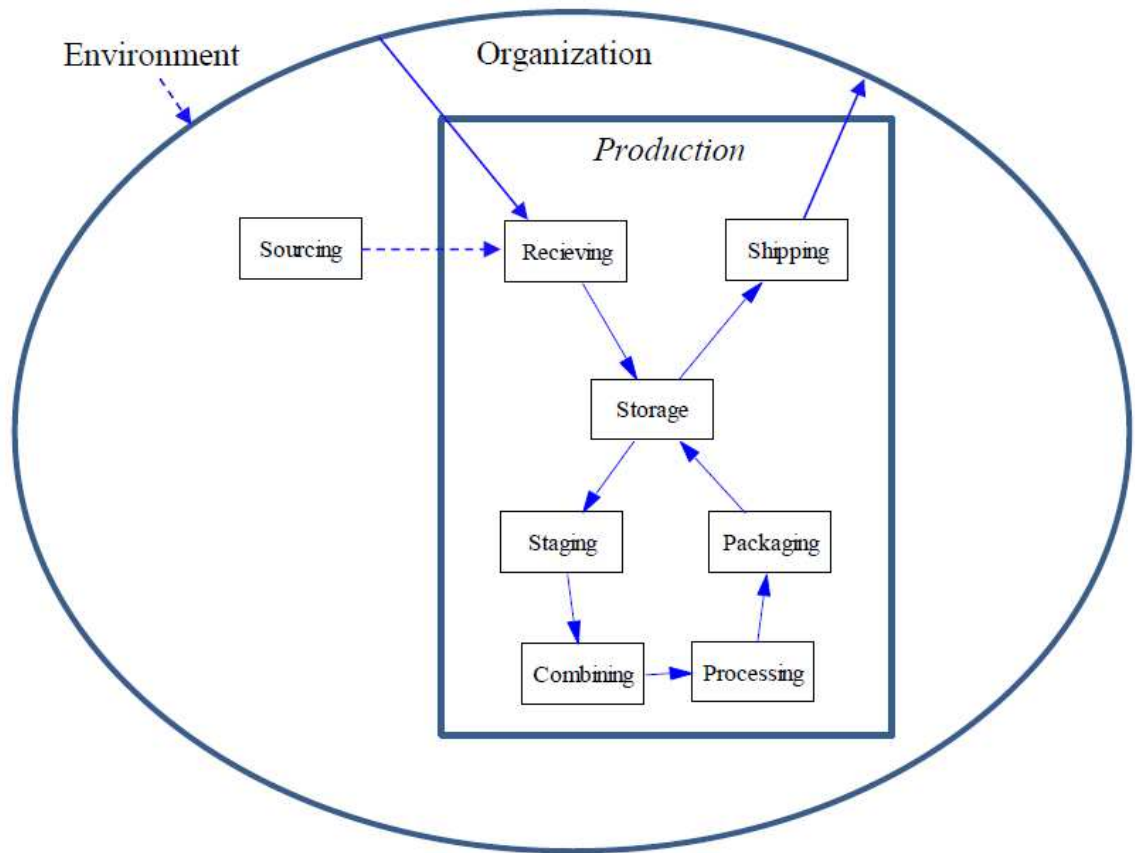 Environment
Organization
Production
Sourcing
Recieving
Shipping
Storage
Staging
Packaging
Combining
Processing